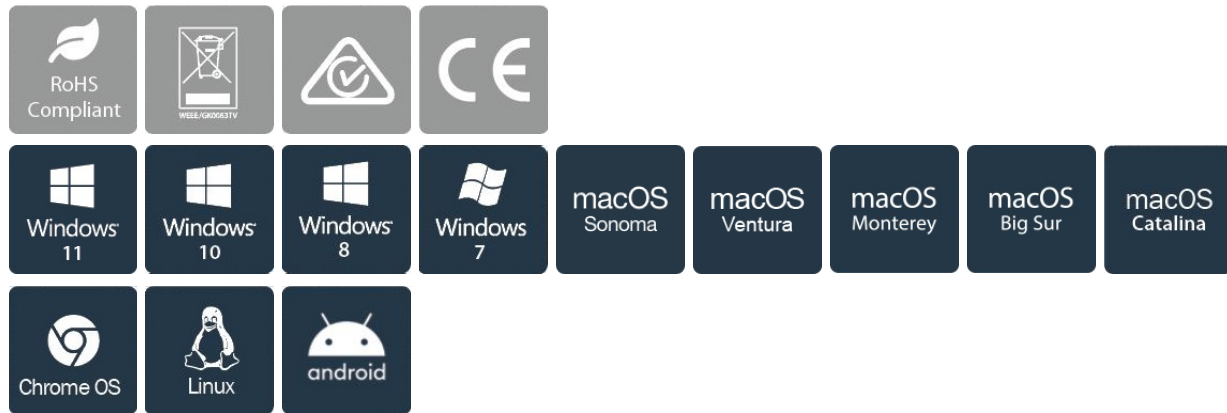 RoHS
Compliant
WEEE/GK0063TV
CE
Windows
11
Windows
10
Windows
8
Windows
7
macOS
Sonoma
macOS
Ventura
macOS
Monterey
macOS
Big Sur
macOS
Catalina
Chrome OS
Linux
android